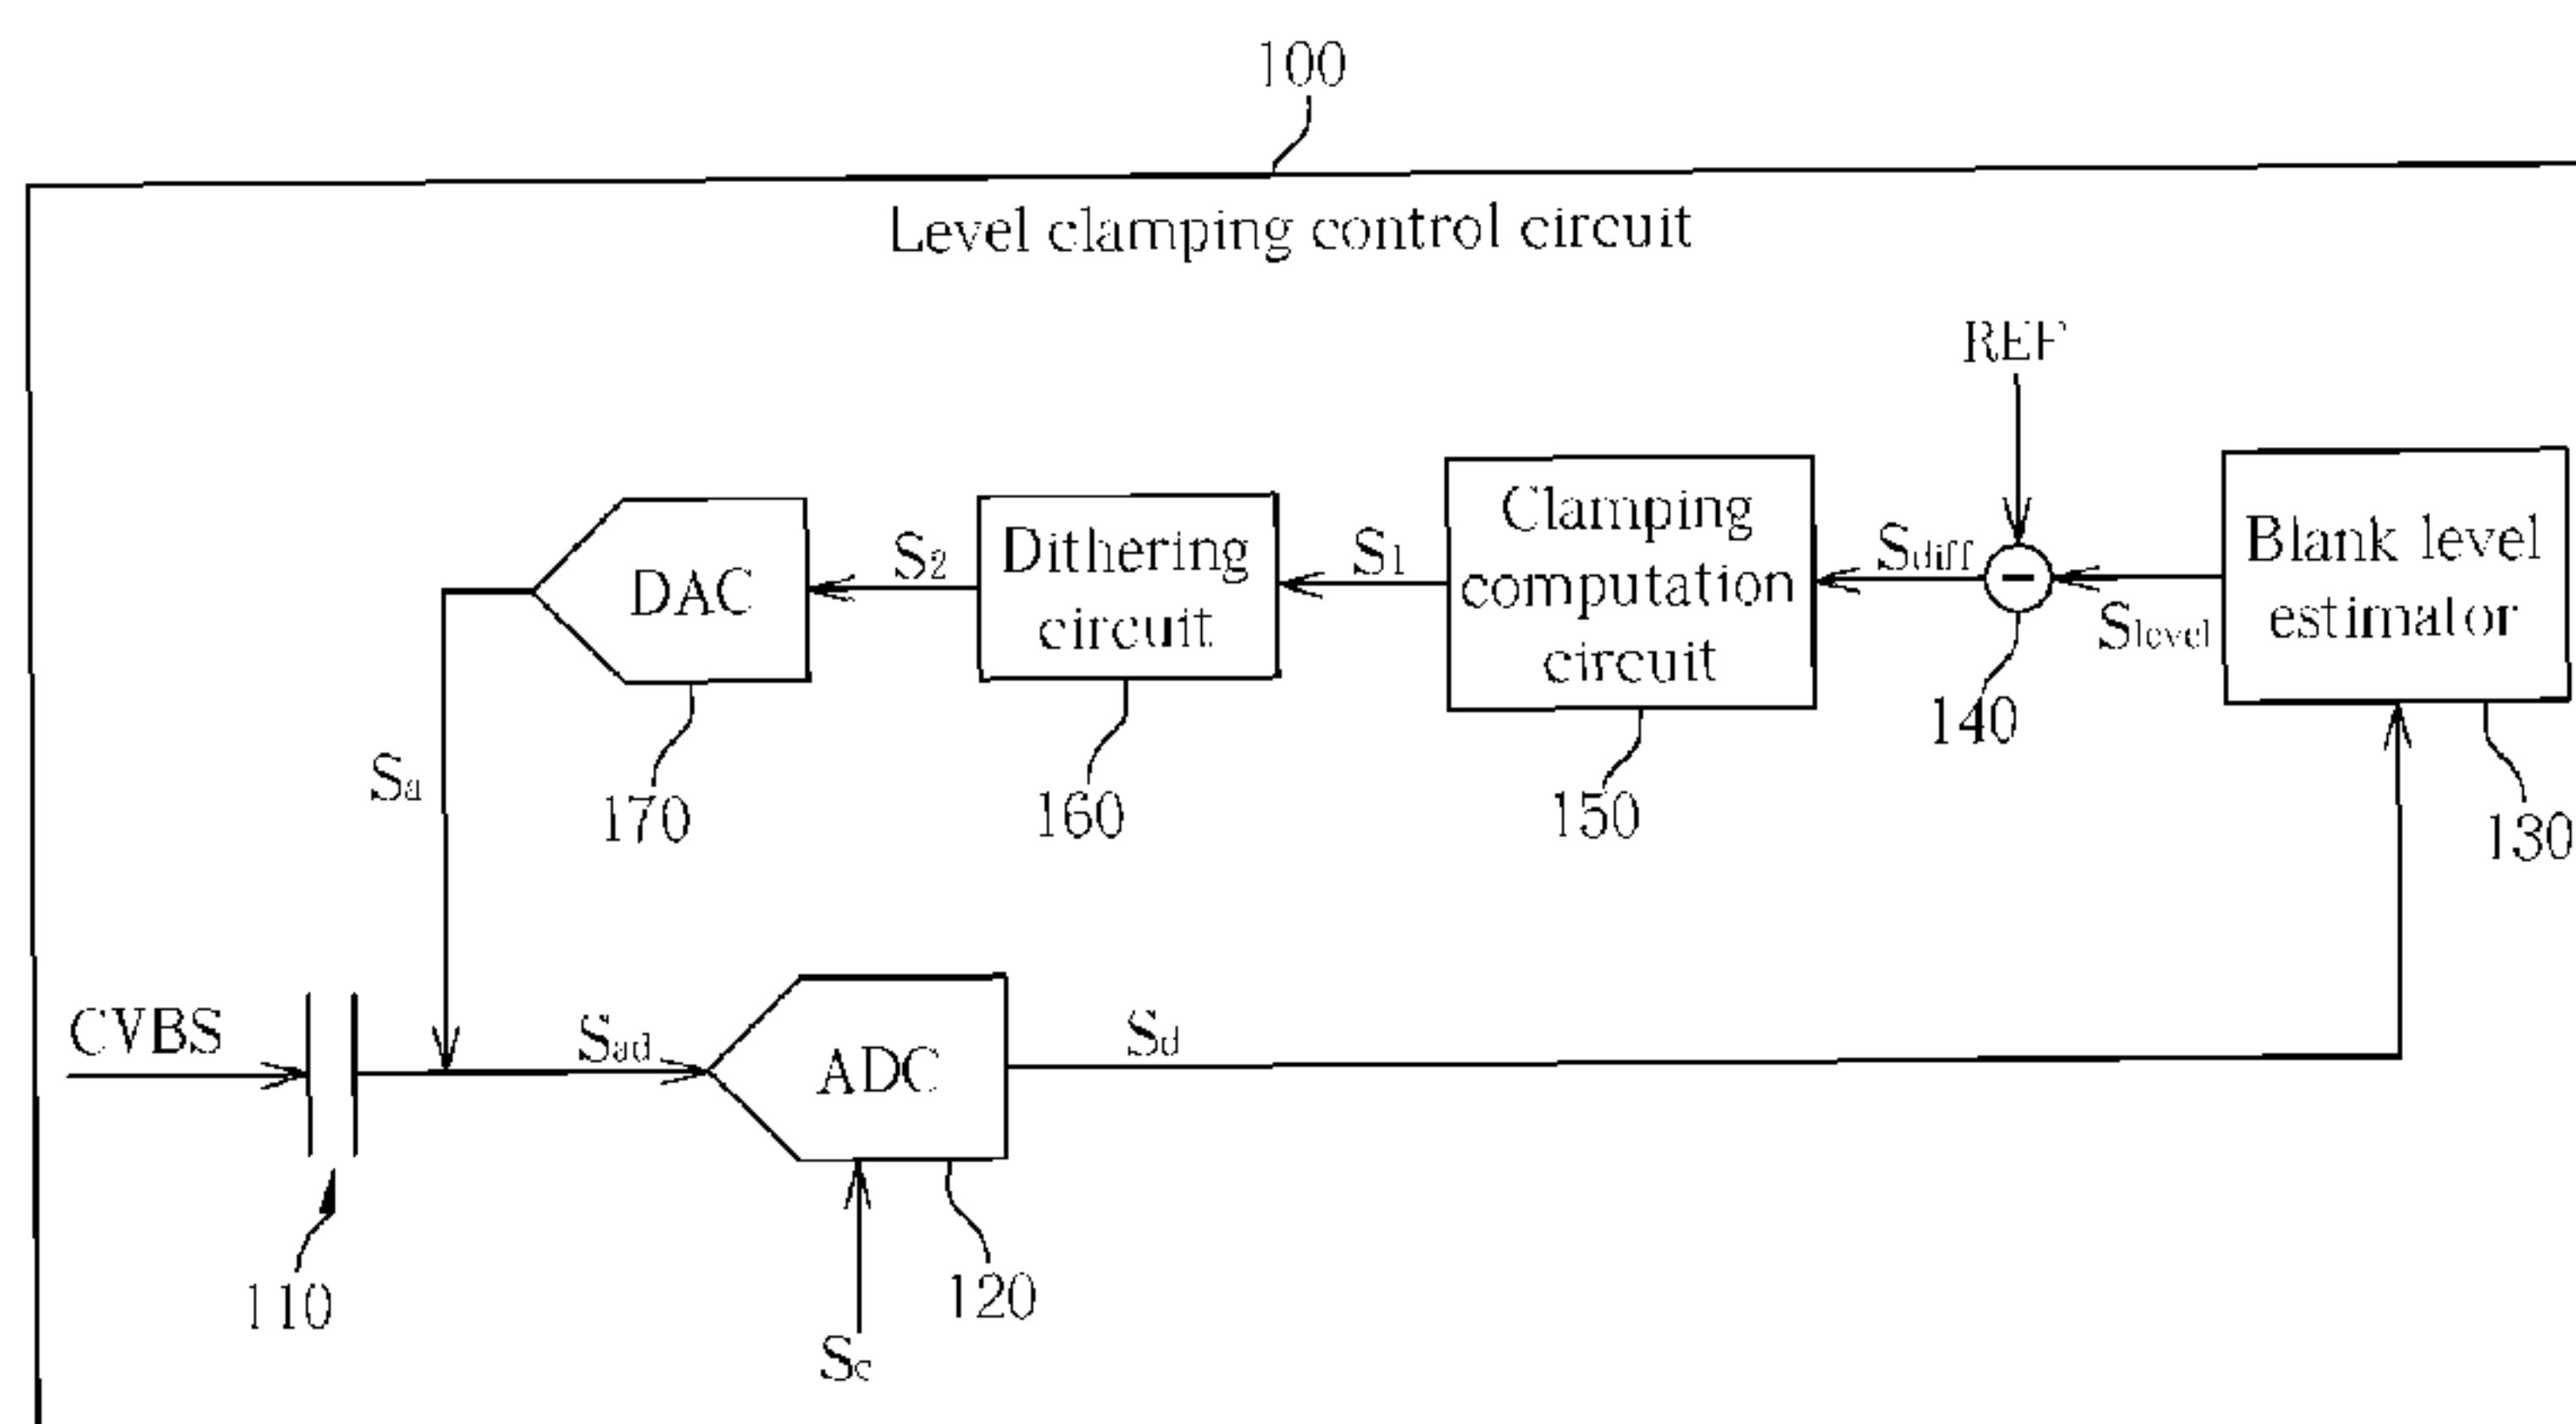 100
Level clamping control circuit
REF
DAC
S2
Dithering
circuit
S1
Clamping
computation
circuit
Sdiff
Slevel
Blank level
estimator
140
Sa
170
160
150
130
CVBS
Sad
ADC
Sd
110
120
Sc